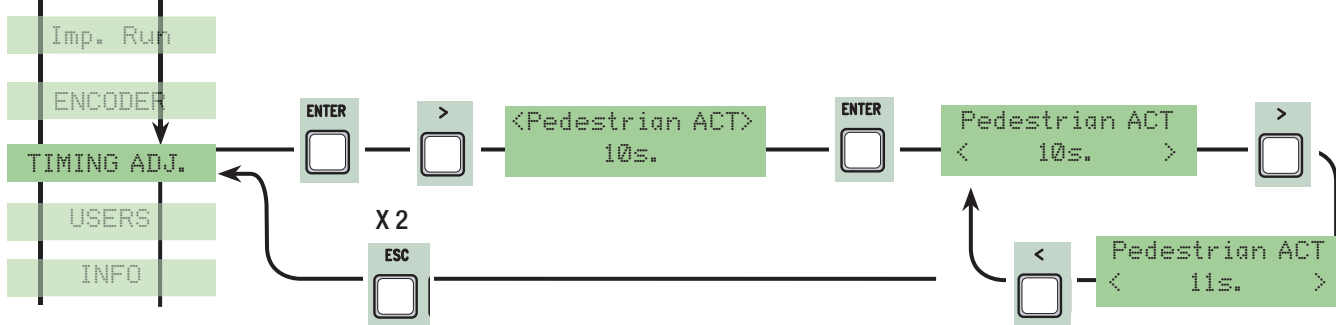 Imp. Run
ENCODER
TIMING ADJ.
USERS
INFO
ENTER
>
<Pedestrian ACT>
10s.
ENTER
Pedestrian ACT
< 10s. >
>
X 2
ESC
<
Pedestrian ACT
< 11s. >